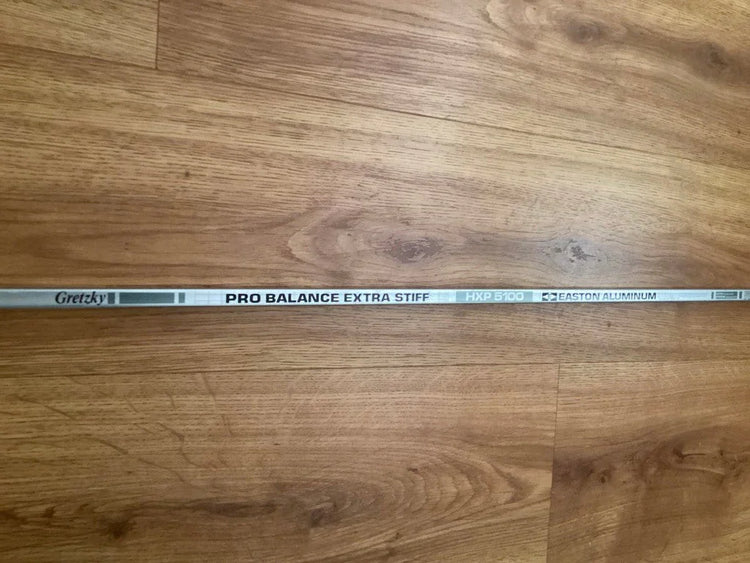 Gretzky PRO BALANCE EXTRA STIFF HXP 5100 EASTON ALUMINUM